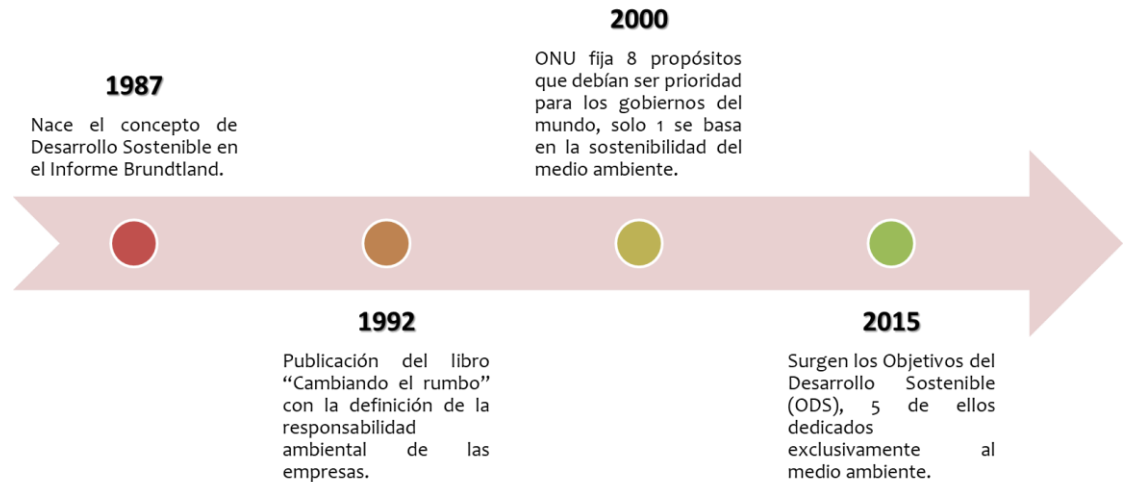 1987
Nace el concepto de
Desarrollo Sostenible en
el Informe Brundtland.
1992
Publicación del libro
“Cambiando el rumbo”
con la definición de la
responsabilidad
ambiental de las
empresas.
2000
ONU fija 8 propósitos
que debían ser prioridad
para los gobiernos del
mundo, solo 1 se basa
en la sostenibilidad del
medio ambiente.
2015
Surgen los Objetivos del
Desarrollo Sostenible
(ODS), 5 de ellos
dedicados
exclusivamente al
medio ambiente.